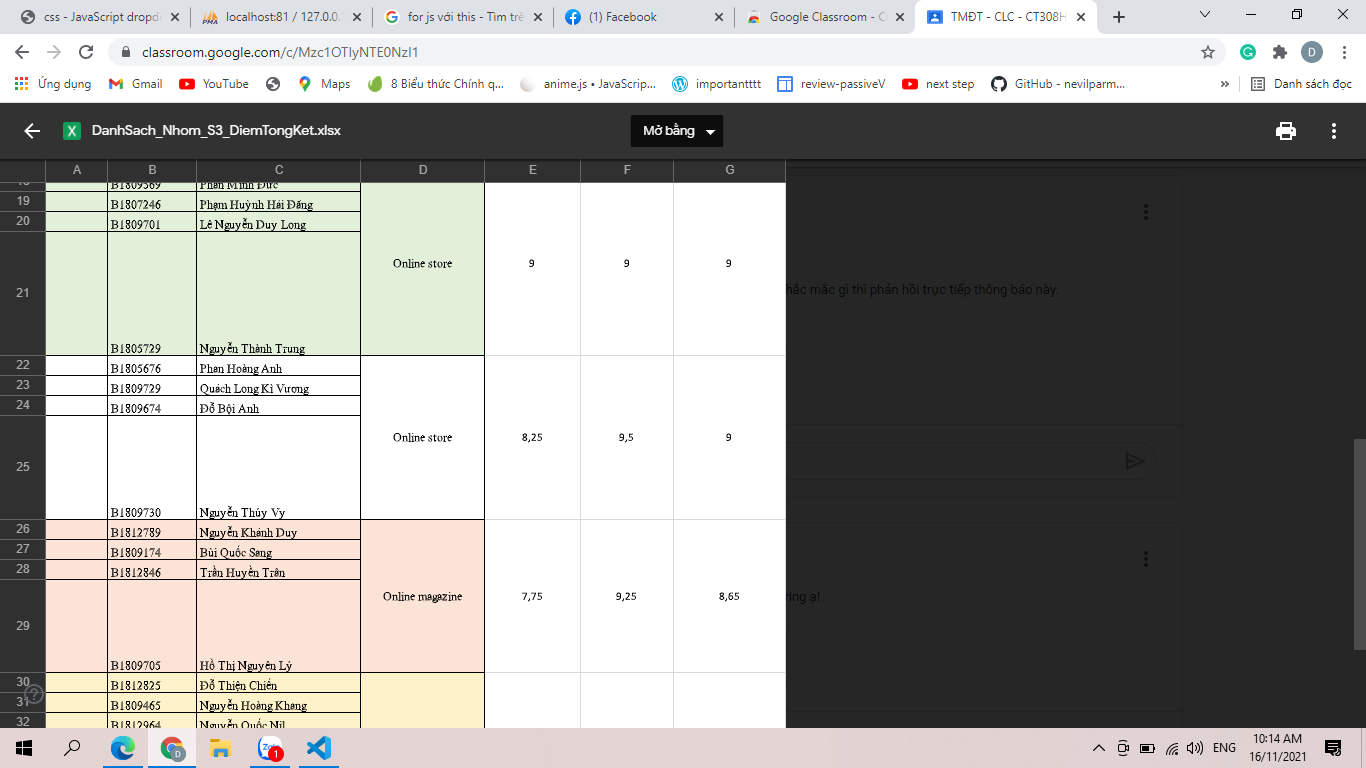 css - JavaScript dropd
localhost:81 / 127.0.0.
for js với this - Tìm trê
(1) Facebook
Google Classroom - C
TMĐT - CLC - CT308H
classroom.google.com/c/Mzc1OTIyNTE0NzI1
D
Ứng dụng
Gmail
YouTube
Maps
8 Biểu thức Chính q...
anime.js • JavaScrip...
importantttt
review-passiveV
next step
GitHub - nevilparm...
»
Danh sách đọc
DanhSach_Nhom_S3_DiemTongKet.xlsx
Mở bằng
A B C D E F G
18 B1809569 Phan Minh Đức
19 B1807246 Phạm Huỳnh Hải Đăng
20 B1809701 Lê Nguyễn Duy Long
Online store 9 9 9
21 B1805729 Nguyễn Thành Trung
22 B1805676 Phan Hoàng Anh
23 B1809729 Quách Long Kì Vương
24 B1809674 Đỗ Bội Anh
Online store 8,25 9,5 9
25 B1809730 Nguyễn Thúy Vy
26 B1812789 Nguyễn Khánh Duy
27 B1809174 Bùi Quốc Sang
28 B1812846 Trần Huyền Trân
Online magazine 7,75 9,25 8,65
29 B1809705 Hồ Thị Nguyên Lý
30 B1812825 Đỗ Thiện Chiến
31 B1809465 Nguyễn Hoàng Khang
32 B1812964 Nguyễn Quốc Nil
hắc mắc gì thì phản hồi trực tiếp thông báo này.
ring ạ!
?
D
Zalo
1
ENG
10:14 AM
16/11/2021